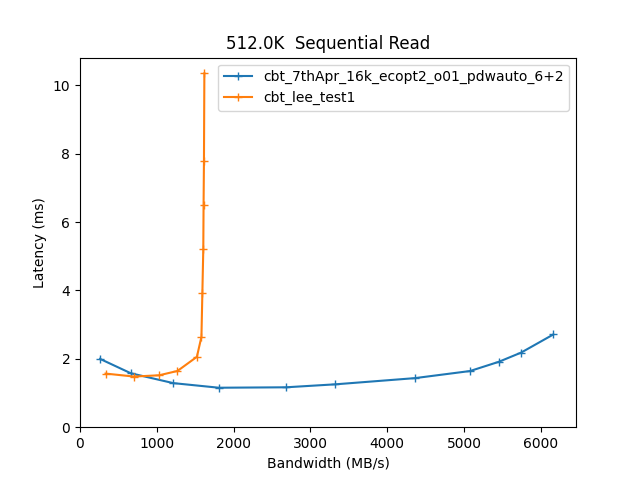 512.0K  Sequential Read
cbt_7thApr_16k_ecopt2_o01_pdwauto_6+2
cbt_lee_test1
10
8
6
4
2
0
Latency (ms)
0 1000 2000 3000 4000 5000 6000
Bandwidth (MB/s)